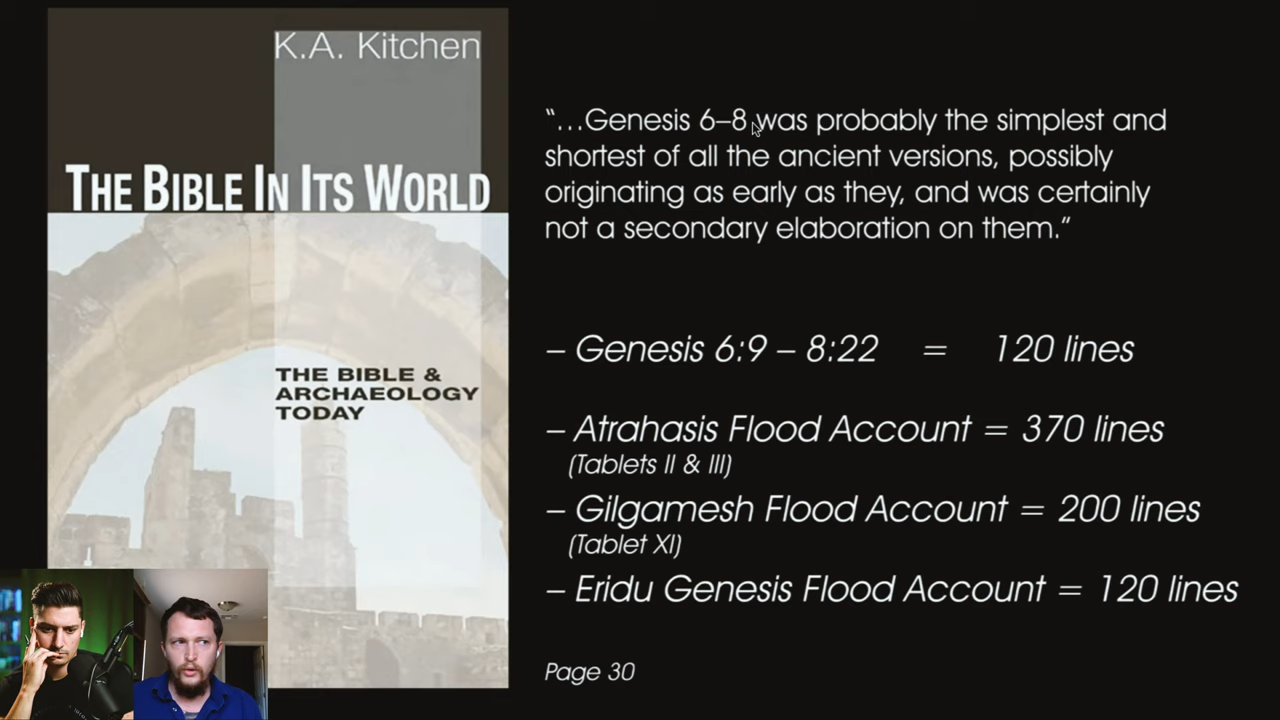 K.A. Kitchen
THE BIBLE IN ITS WORLD
THE BIBLE &
ARCHAEOLOGY
TODAY
“…Genesis 6–8 was probably the simplest and
shortest of all the ancient versions, possibly
originating as early as they, and was certainly
not a secondary elaboration on them.”
– Genesis 6:9 – 8:22 = 120 lines
– Atrahasis Flood Account = 370 lines
(Tablets II & III)
– Gilgamesh Flood Account = 200 lines
(Tablet XI)
– Eridu Genesis Flood Account = 120 lines
Page 30